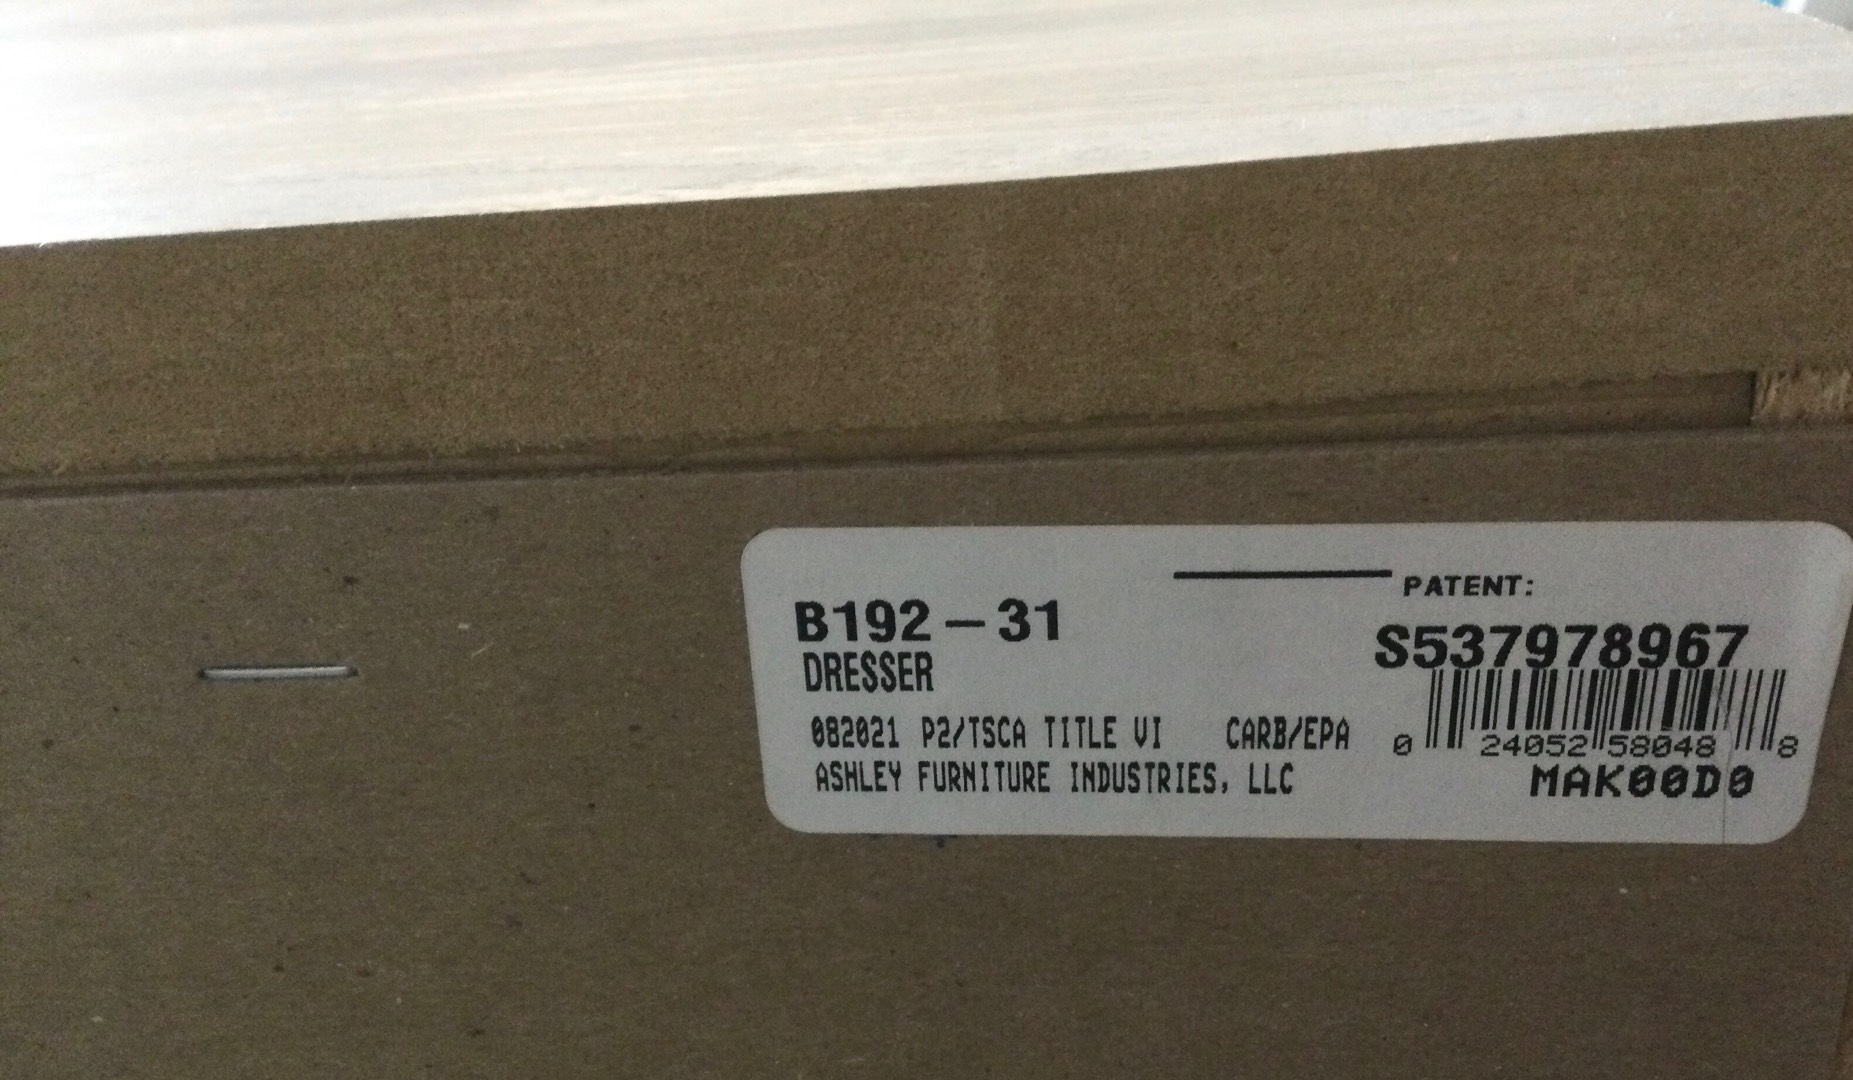 PATENT:
B192-31
S537978967
DRESSER
082021 P2/TSCA TITLE VI CARB/EPA
0 24052 58048 8
ASHLEY FURNITURE INDUSTRIES, LLC
MAK00D0